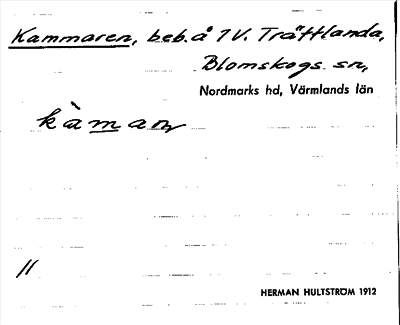 Kammaren, beb. å 1 V. Trättlanda,
Blomskogs sn,
Nordmarks hd, Värmlands län
kàman
11
HERMAN HULTSTRÖM 1912